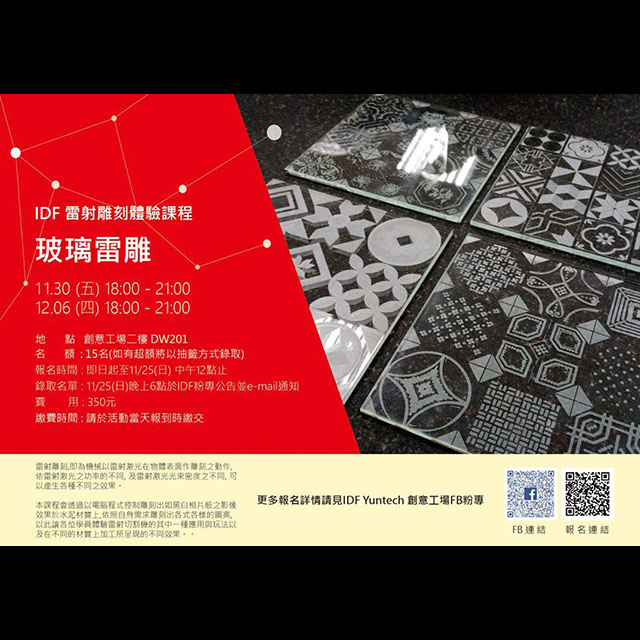 IDF 雷射雕刻體驗課程
玻璃雷雕
11.30 (五) 18:00 - 21:00
12.06 (四) 18:00 - 21:00
地　　點 創意工場二樓 DW201
名　　額 : 15名(如有超額將以抽籤方式錄取)
報名時間 : 即日起至11/25(日) 中午12點止
錄取名單 : 11/25(日)晚上6點於IDF粉專公告並e-mail通知
費　　用 : 350元
繳費時間 : 請於活動當天報到時繳交
雷射雕刻,即為機械以雷射激光在物體表面作雕刻之動作,
依雷射激光之功率的不同, 及雷射激光光束密度之不同, 可
以產生各種不同之效果。
本課程會透過以電腦程式控制雕刻出如黑白相片般之影像
效果於水泥材質上,依照自身需求雕刻出各式各樣的圖案,
以此讓各位學員體驗雷射切割機的其中一種應用與玩法以
及在不同的材質上加工所呈現的不同效果。。
更多報名詳情請見IDF Yuntech 創意工場FB粉專
FB 連 結
報 名 連 結